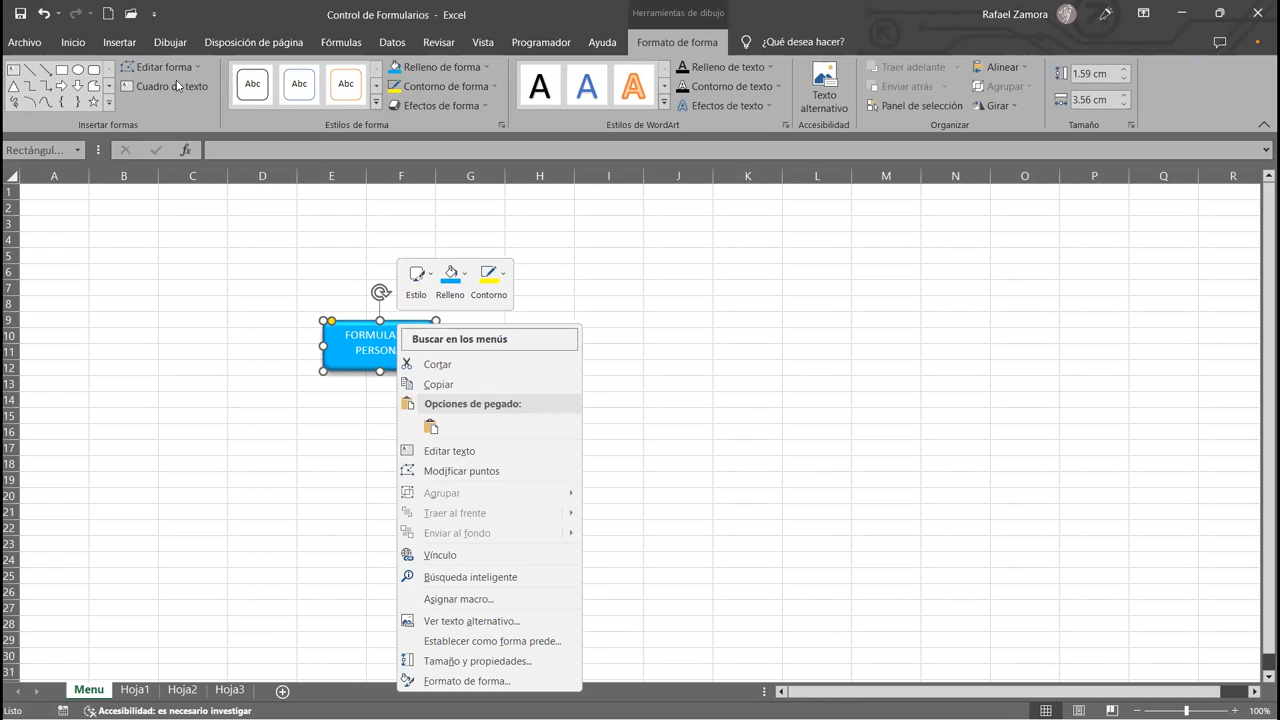 Control de Formularios - Excel
Herramientas de dibujo
Rafael Zamora
Archivo Inicio Insertar Dibujar Disposición de página Fórmulas Datos Revisar Vista Programador Ayuda Formato de forma ¿Qué desea hacer?
Editar forma
Cuadro de texto
Insertar formas
Abc Abc Abc
Relleno de forma
Contorno de forma
Efectos de forma
Estilos de forma
A A A
Relleno de texto
Contorno de texto
Efectos de texto
Estilos de WordArt
Texto
alternativo
Accesibilidad
Traer adelante
Enviar atrás
Panel de selección
Alinear
Agrupar
Girar
Organizar
1.59 cm
3.56 cm
Tamaño
Rectángul...
fx
A B C D E F G H I J K L M N O P Q R
1
2
3
4
5
6
7
8
9
10
11
12
13
14
15
16
17
18
19
20
21
22
23
24
25
26
27
28
29
30
31
Estilo Relleno Contorno
FORMULA
PERSON
Buscar en los menús
Cortar
Copiar
Opciones de pegado:
Editar texto
Modificar puntos
Agrupar
Traer al frente
Enviar al fondo
Vínculo
Búsqueda inteligente
Asignar macro...
Ver texto alternativo...
Establecer como forma prede...
Tamaño y propiedades...
Formato de forma...
Menu Hoja1 Hoja2 Hoja3
Listo
Accesibilidad: es necesario investigar
100%